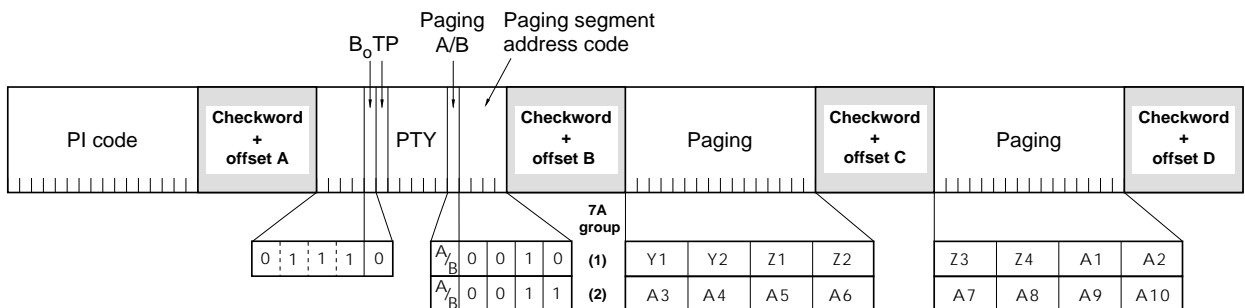 Paging
A/B
Paging segment
address code
BoTP
PI code
Checkword
+
offset A
PTY
Checkword
+
offset B
Paging
Checkword
+
offset C
Paging
Checkword
+
offset D
7A
group
0 1 1 1 0
A/B 0 0 1 0 (1) Y1 Y2 Z1 Z2 Z3 Z4 A1 A2
A/B 0 0 1 1 (2) A3 A4 A5 A6 A7 A8 A9 A10